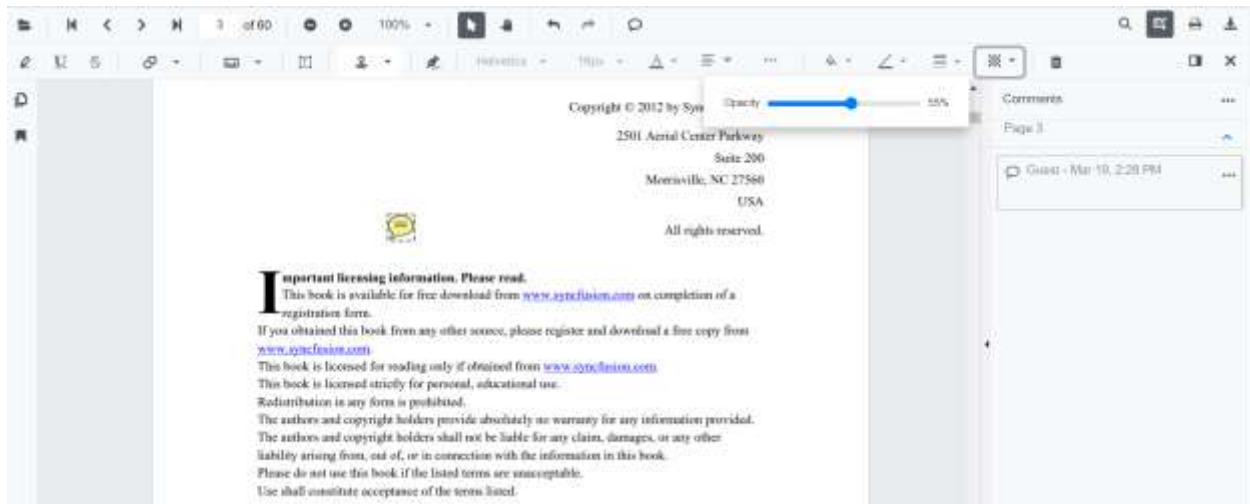 3 of 60 100%
Helvetica 16px
Opacity 55%
Comments
Page 3
Guest - Mar 19, 2:28 PM
Copyright © 2012 by Syn
2501 Aerial Center Parkway
Suite 200
Morrisville, NC 27560
USA
All rights reserved.
Important licensing information. Please read.
This book is available for free download from www.syncfusion.com on completion of a
registration form.
If you obtained this book from any other source, please register and download a free copy from
www.syncfusion.com.
This book is licensed for reading only if obtained from www.syncfusion.com.
This book is licensed strictly for personal, educational use.
Redistribution in any form is prohibited.
The authors and copyright holders provide absolutely no warranty for any information provided.
The authors and copyright holders shall not be liable for any claim, damages, or any other
liability arising from, out of, or in connection with the information in this book.
Please do not use this book if the listed terms are unacceptable.
Use shall constitute acceptance of the terms listed.